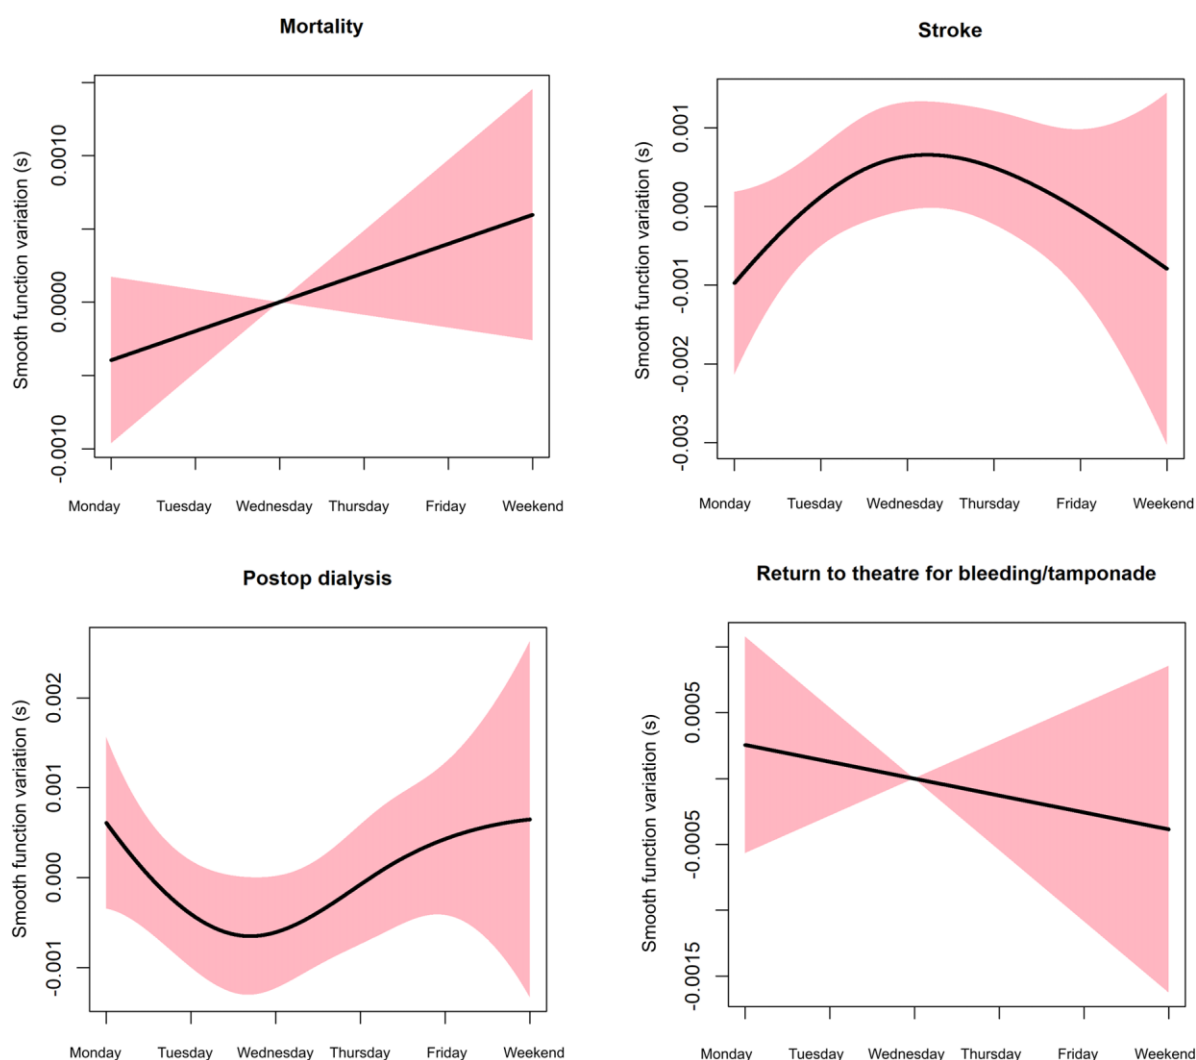 Mortality
Smooth function variation (s)
0.0010
0.0000
-0.0010
Monday Tuesday Wednesday Thursday Friday Weekend
Stroke
Smooth function variation (s)
0.001
0.000
-0.001
-0.002
-0.003
Monday Tuesday Wednesday Thursday Friday Weekend
Postop dialysis
Smooth function variation (s)
0.002
0.001
0.000
-0.001
Monday Tuesday Wednesday Thursday Friday Weekend
Return to theatre for bleeding/tamponade
Smooth function variation (s)
0.0005
-0.0005
-0.0015
Monday Tuesday Wednesday Thursday Friday Weekend